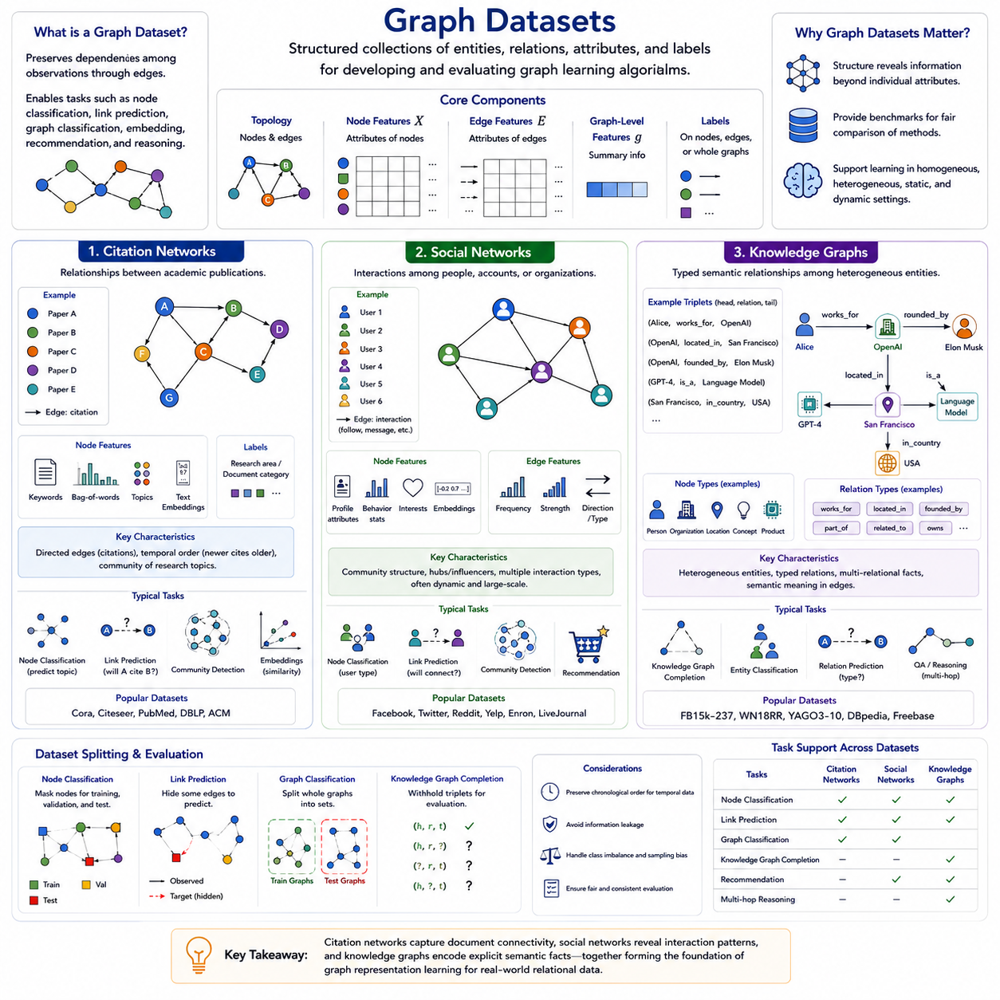 Graph Datasets
Structured collections of entities, relations, attributes, and labels
for developing and evaluating graph learning algorialms.
What is a Graph Dataset?
Preserves dependencies among
observations through edges.
Enables tasks such as node
classification, link prediction,
graph classification, embedding,
recommendation, and reasoning.
Core Components
Topology
Nodes & edges
A
B
C
Node Features X
Attributes of nodes
...
...
...
...
Edge Features E
Attributes of edges
...
...
...
...
...
Graph-Level
Features g
Summary info
Labels
On nodes, edges,
or whole graphs
...
Why Graph Datasets Matter?
Structure reveals information
beyond individual attributes.
Provide benchmarks for fair
comparison of methods.
Support learning in homogeneous,
heterogeneous, static, and
dynamic settings.
1. Citation Networks
Relationships between academic publications.
Example
Paper A
Paper B
Paper C
Paper D
Paper E
Edge: citation
A
B
D
F
C
E
G
Node Features
Keywords
Bag-of-words
Topics
Text
Embeddings
Labels
Research area /
Document category
...
Key Characteristics
Directed edges (citations), temporal order (newer cites older),
community of research topics.
Typical Tasks
Node Classification
(predict topic)
A ? B
Link Prediction
(will A cite B?)
Community Detection
Embeddings
(similarity)
Popular Datasets
Cora, Citeseer, PubMed, DBLP, ACM
2. Social Networks
Interactions among people, accounts, or organizations.
Example
User 1
User 2
User 3
User 4
User 5
User 6
Edge: interaction
(follow, message, etc.)
Node Features
Profile
attributes
Behavior
stats
Interests
[-0.2 0.7 ...]
Embeddings
Edge Features
Frequency
Strength
Direction
/Type
Key Characteristics
Community structure, hubs/influencers, multiple interaction types,
often dynamic and large-scale.
Typical Tasks
Node Classification
(user type)
?
Link Prediction
(will connect?)
Community Detection
Recommendation
Popular Datasets
Facebook, Twitter, Reddit, Yelp, Enron, LiveJournal
3. Knowledge Graphs
Typed semantic relationships among heterogeneous entities.
Example Triplets (head, relation, tail)
(Alice, works_for, OpenAI)
(OpenAI, located_in, San Francisco)
(OpenAI, founded_by, Elon Musk)
(GPT-4, is_a, Language Model)
(San Francisco, in_country, USA)
...
works_for
rounded_by
Alice
OpenAI
Elon Musk
located_in
is_a
Language
Model
GPT-4
San Francisco
in_country
USA
Node Types (examples)
Person
Organization
Location
Concept
Product
Relation Types (examples)
works_for
located_in
founded_by
part_of
related_to
owns
...
Key Characteristics
Heterogeneous entities, typed relations, multi-relational facts,
semantic meaning in edges.
Typical Tasks
Knowledge Graph
Completion
Entity Classification
A ? B
Relation Prediction
(type?)
QA / Reasoning
(multi-hop)
Popular Datasets
FB15k-237, WN18RR, YAGO3-10, DBpedia, Freebase
Dataset Splitting & Evaluation
Node Classification
Mask nodes for training,
validation, and test.
Train
Val
Test
Link Prediction
Hide some edges to
predict.
Observed
Target (hidden)
Graph Classification
Split whole graphs
into sets.
Train Graphs
Test Graphs
Knowledge Graph Completion
Withhold triplets for
evaluation.
(h, r, t) ✓
(h, r, ?) ?
(?, r, t) ?
(h, ?, t) ?
Considerations
Preserve chronological order for temporal data
Avoid information leakage
Handle class imbalance and sampling bias
Ensure fair and consistent evaluation
Task Support Across Datasets
Tasks
Citation
Networks
Social
Networks
Knowledge
Graphs
Node Classification ✓ ✓ ✓
Link Prediction ✓ ✓ ✓
Graph Classification ✓ ✓
Knowledge Graph Completion – – ✓
Recommendation – ✓ ✓
Multi-hop Reasoning – – ✓
Key Takeaway:
Citation networks capture document connectivity, social networks reveal interaction patterns,
and knowledge graphs encode explicit semantic facts—together forming the foundation of
graph representation learning for real-world relational data.